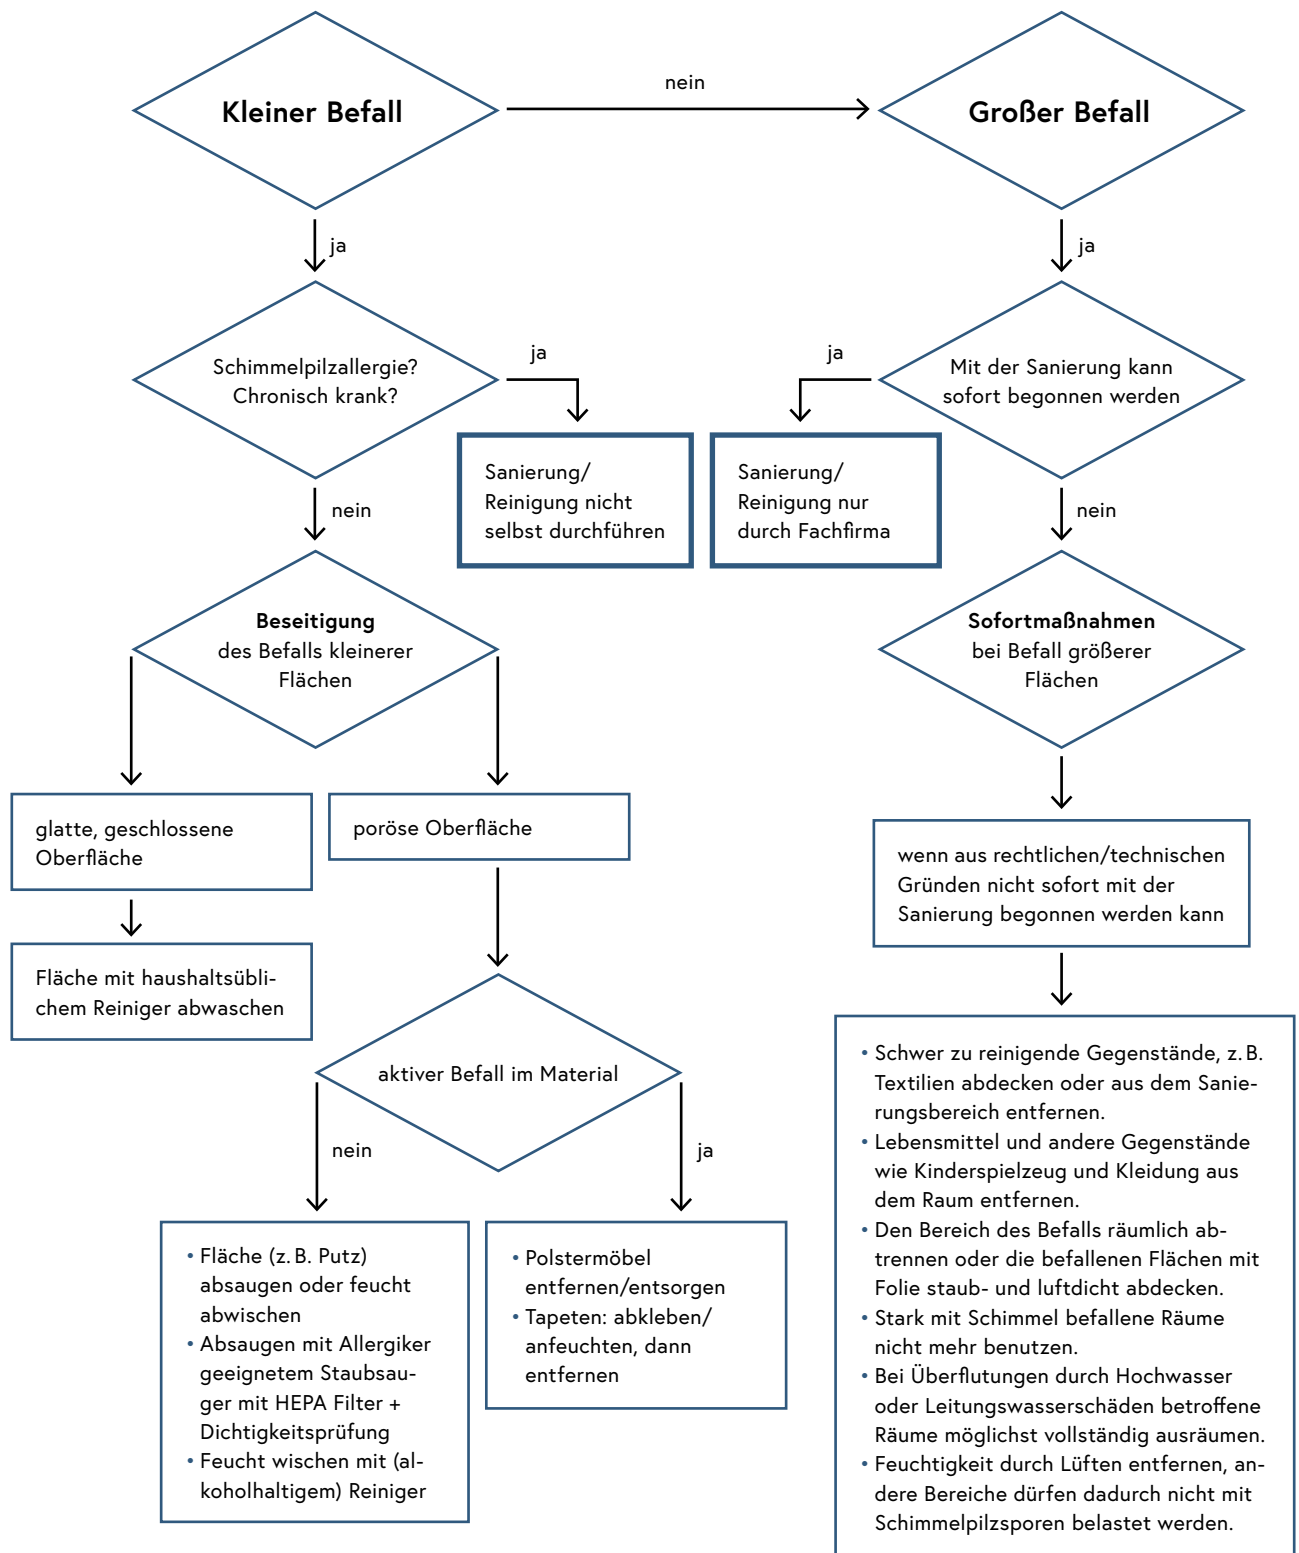 Kleiner Befall
nein
Großer Befall
ja
ja
Schimmelpilzallergie?
Chronisch krank?
ja
ja
Mit der Sanierung kann
sofort begonnen werden
Sanierung/
Reinigung nicht
selbst durchführen
Sanierung/
Reinigung nur
durch Fachfirma
nein
nein
Beseitigung
des Befalls kleinerer
Flächen
Sofortmaßnahmen
bei Befall größerer
Flächen
glatte, geschlossene
Oberfläche
poröse Oberfläche
wenn aus rechtlichen/technischen
Gründen nicht sofort mit der
Sanierung begonnen werden kann
Fläche mit haushaltsübli-
chem Reiniger abwaschen
aktiver Befall im Material
nein
ja
• Fläche (z. B. Putz)
absaugen oder feucht
abwischen
• Absaugen mit Allergiker
geeignetem Staubsau-
ger mit HEPA Filter +
Dichtigkeitsprüfung
• Feucht wischen mit (al-
koholhaltigem) Reiniger
• Polstermöbel
entfernen/entsorgen
• Tapeten: abkleben/
anfeuchten, dann
entfernen
• Schwer zu reinigende Gegenstände, z. B.
Textilien abdecken oder aus dem Sanie-
rungsbereich entfernen.
• Lebensmittel und andere Gegenstände
wie Kinderspielzeug und Kleidung aus
dem Raum entfernen.
• Den Bereich des Befalls räumlich ab-
trennen oder die befallenen Flächen mit
Folie staub- und luftdicht abdecken.
• Stark mit Schimmel befallene Räume
nicht mehr benutzen.
• Bei Überflutungen durch Hochwasser
oder Leitungswasserschäden betroffene
Räume möglichst vollständig ausräumen.
• Feuchtigkeit durch Lüften entfernen, an-
dere Bereiche dürfen dadurch nicht mit
Schimmelpilzsporen belastet werden.